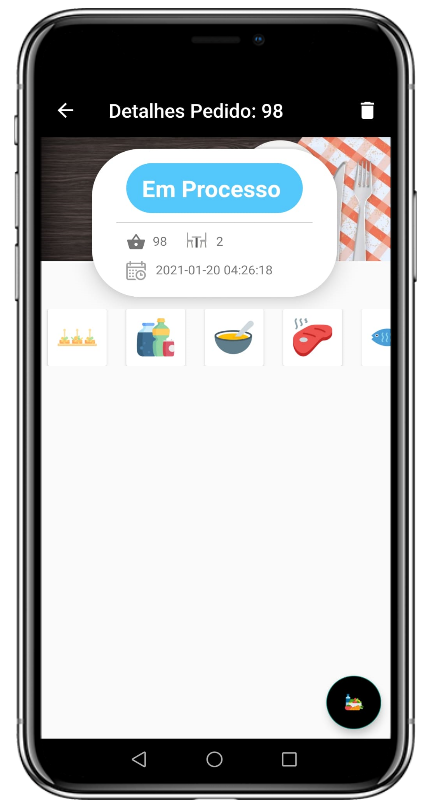 Detalhes Pedido: 98
Em Processo
98 2
2021-01-20 04:26:18